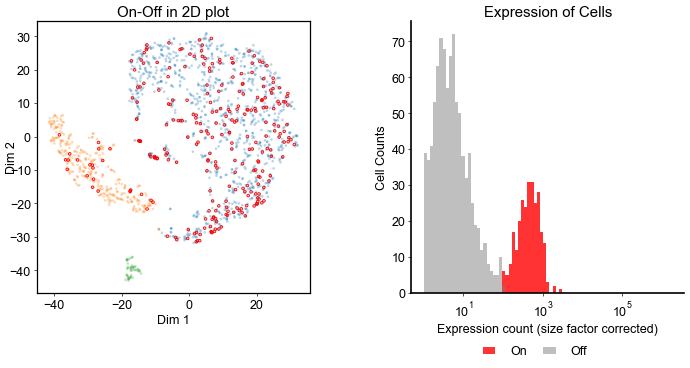 On-Off in 2D plot
Dim 2
30
20
10
0
−10
−20
−30
−40
−40 −20 0 20
Dim 1
Expression of Cells
Cell Counts
70
60
50
40
30
20
10
0
10^1 10^3 10^5
Expression count (size factor corrected)
On Off